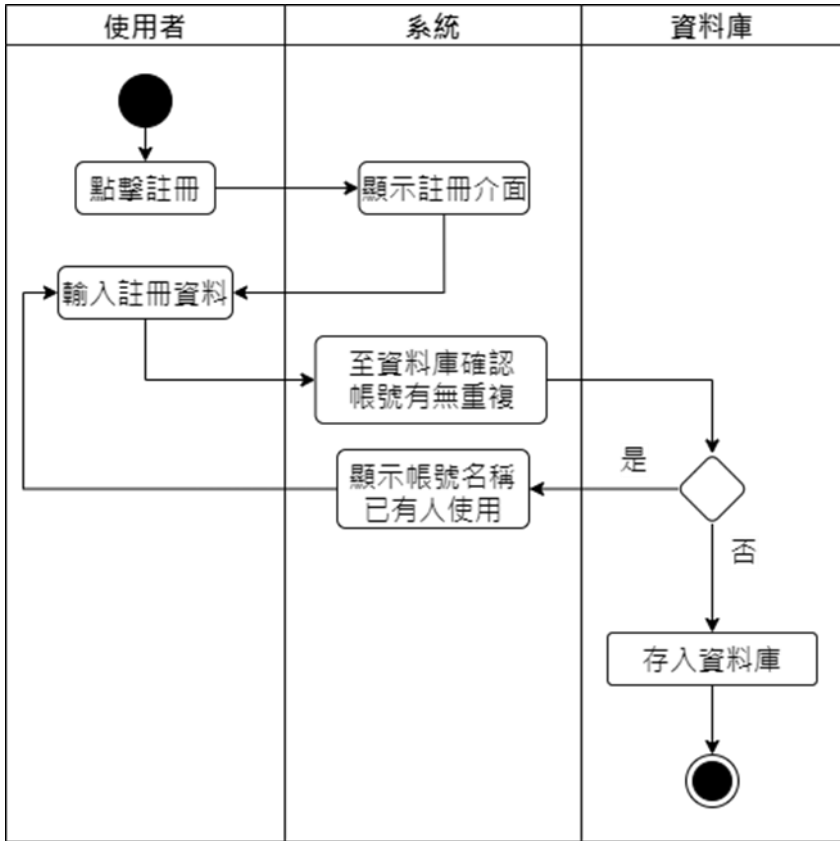 使用者
系統
資料庫
點擊註冊
顯示註冊介面
輸入註冊資料
至資料庫確認
帳號有無重複
是
顯示帳號名稱
已有人使用
否
存入資料庫